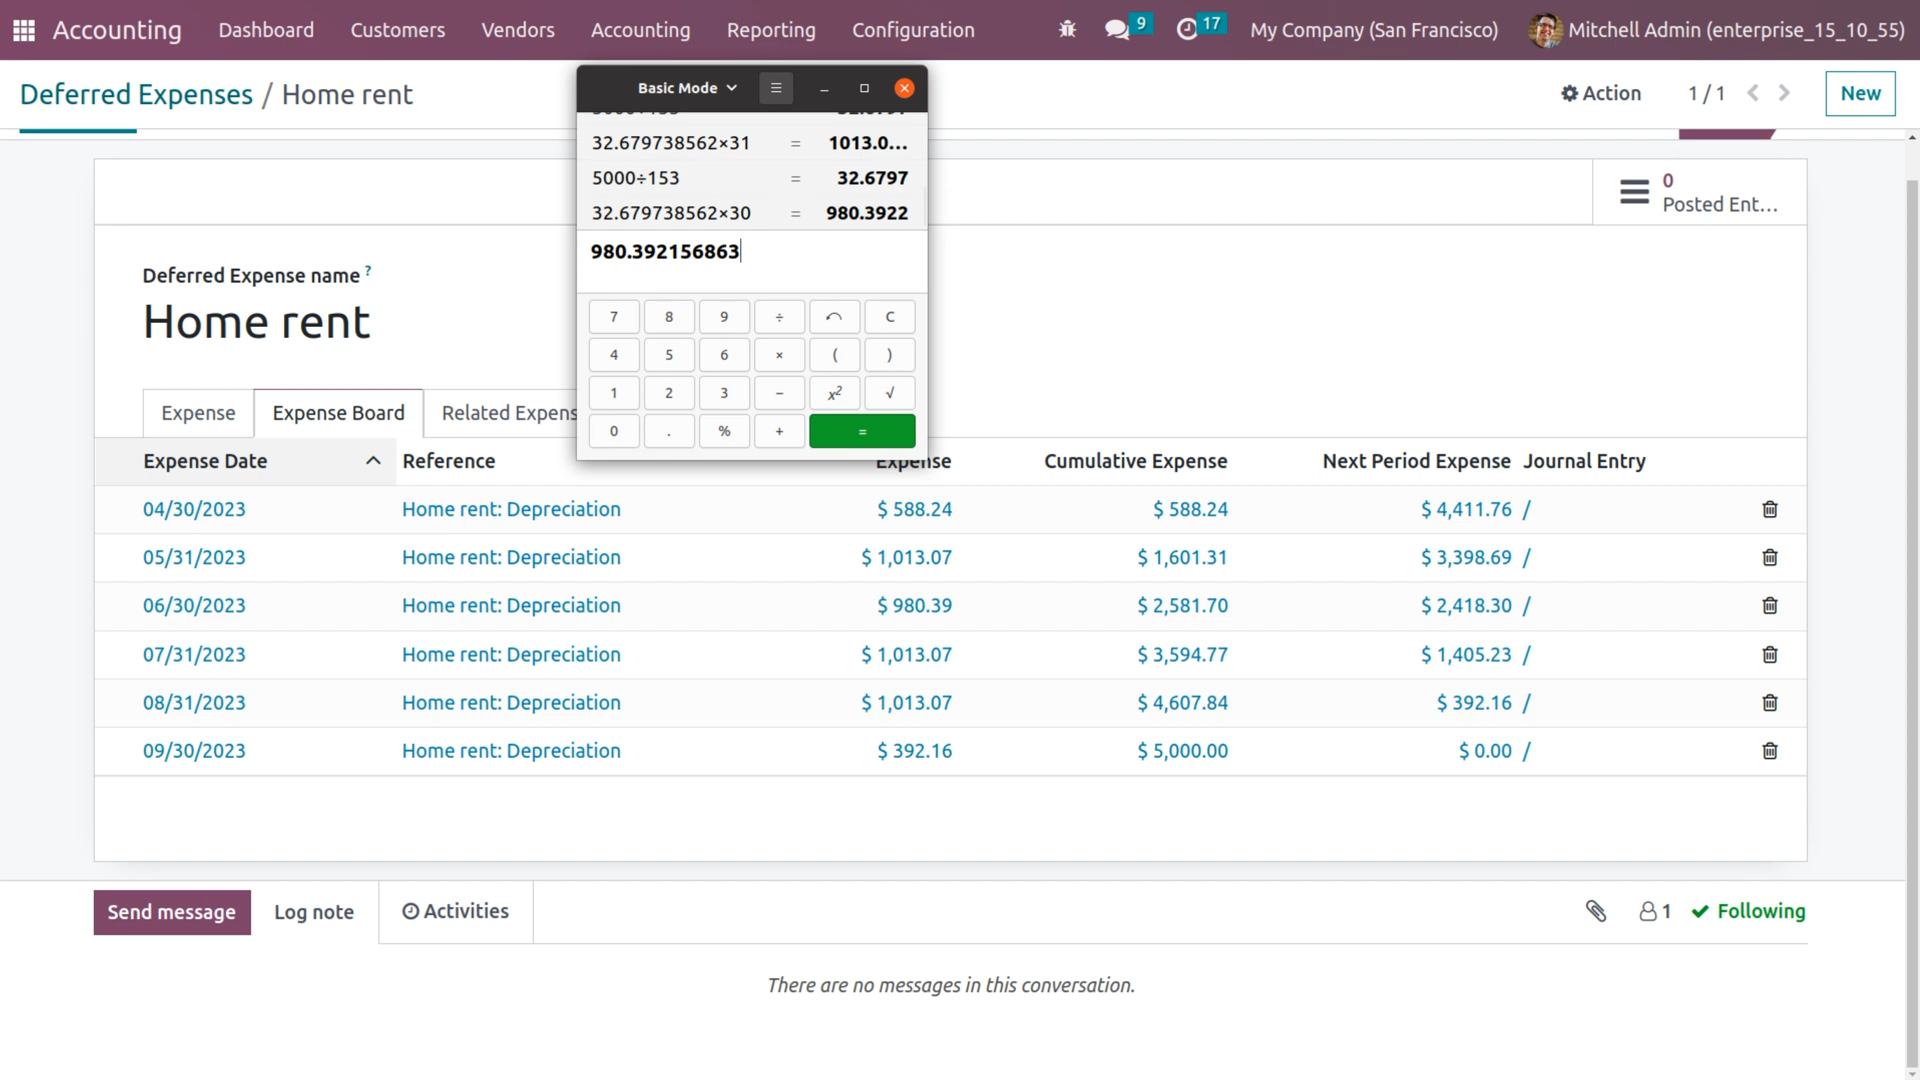 Accounting Dashboard Customers Vendors Accounting Reporting Configuration 9 17 My Company (San Francisco) Mitchell Admin (enterprise_15_10_55)
Deferred Expenses / Home rent Action 1 / 1 New
Basic Mode
32.679738562×31 = 1013.0...
5000÷153 = 32.6797
32.679738562×30 = 980.3922
980.392156863
7 8 9 ÷ C
4 5 6 × ( )
1 2 3 − x² √
0 . % + =
0
Posted Ent...
Deferred Expense name ?
Home rent
Expense Expense Board Related Expens
Expense Date Reference Expense Cumulative Expense Next Period Expense Journal Entry
04/30/2023 Home rent: Depreciation $ 588.24 $ 588.24 $ 4,411.76 /
05/31/2023 Home rent: Depreciation $ 1,013.07 $ 1,601.31 $ 3,398.69 /
06/30/2023 Home rent: Depreciation $ 980.39 $ 2,581.70 $ 2,418.30 /
07/31/2023 Home rent: Depreciation $ 1,013.07 $ 3,594.77 $ 1,405.23 /
08/31/2023 Home rent: Depreciation $ 1,013.07 $ 4,607.84 $ 392.16 /
09/30/2023 Home rent: Depreciation $ 392.16 $ 5,000.00 $ 0.00 /
Send message Log note Activities 1 Following
There are no messages in this conversation.